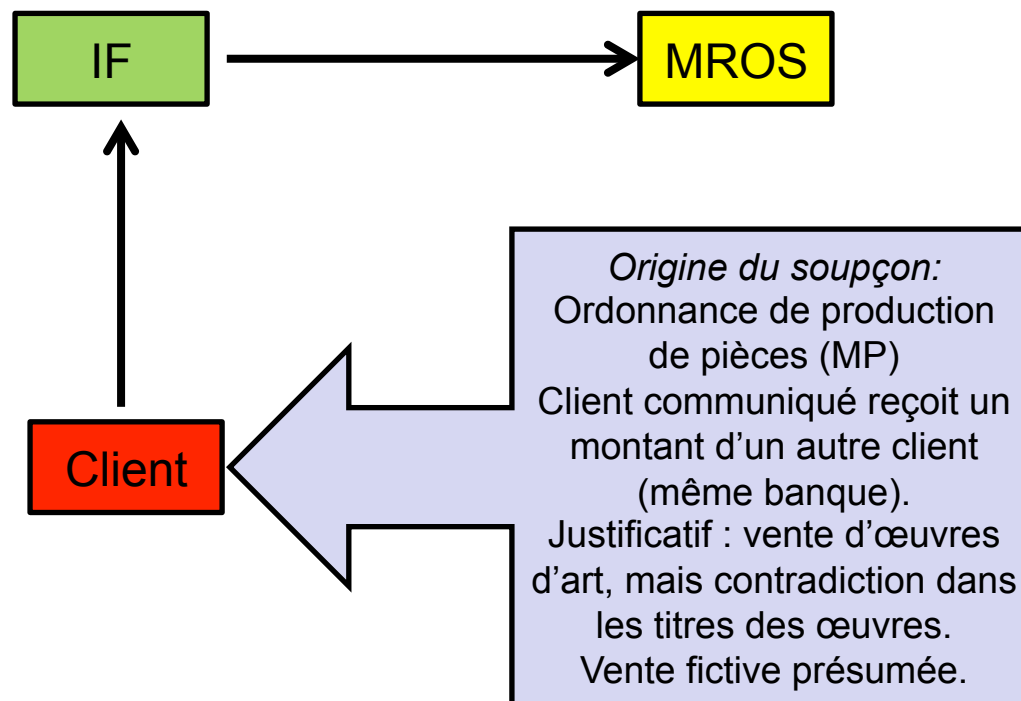 IF
MROS
Client
Origine du soupçon:
Ordonnance de production
de pièces (MP)
Client communiqué reçoit un
montant d’un autre client
(même banque).
Justificatif : vente d’œuvres
d’art, mais contradiction dans
les titres des œuvres.
Vente fictive présumée.